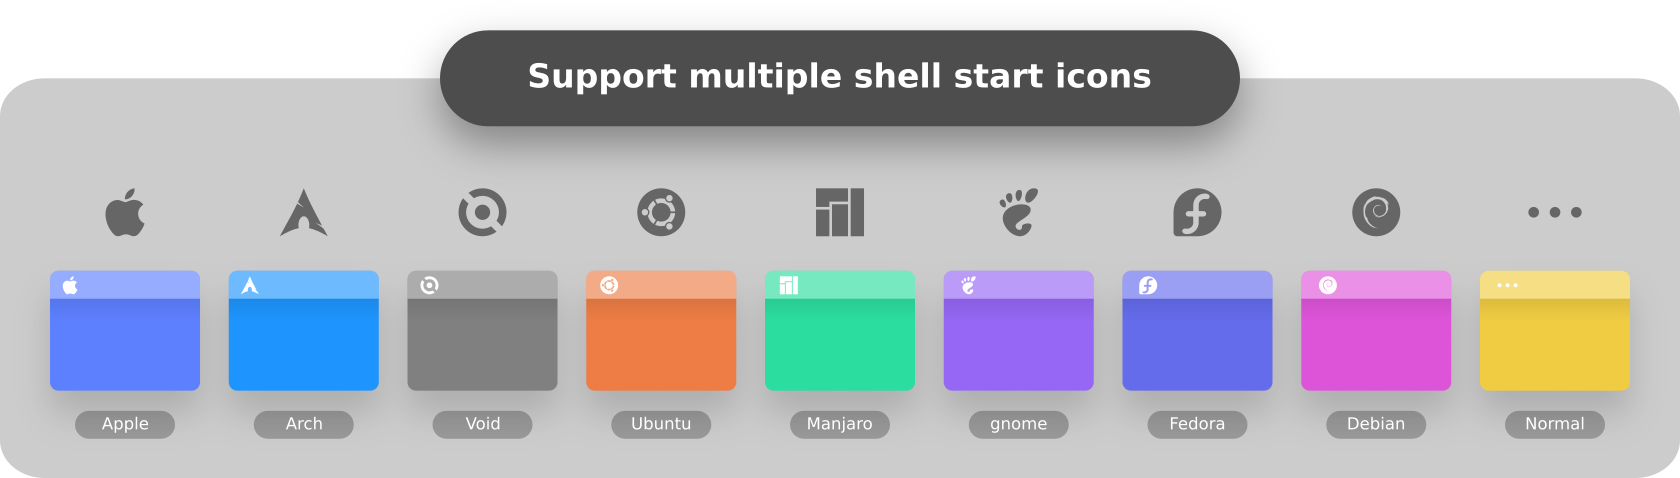 Support multiple shell start icons
Apple
Arch
Void
Ubuntu
Manjaro
gnome
Fedora
Debian
Normal